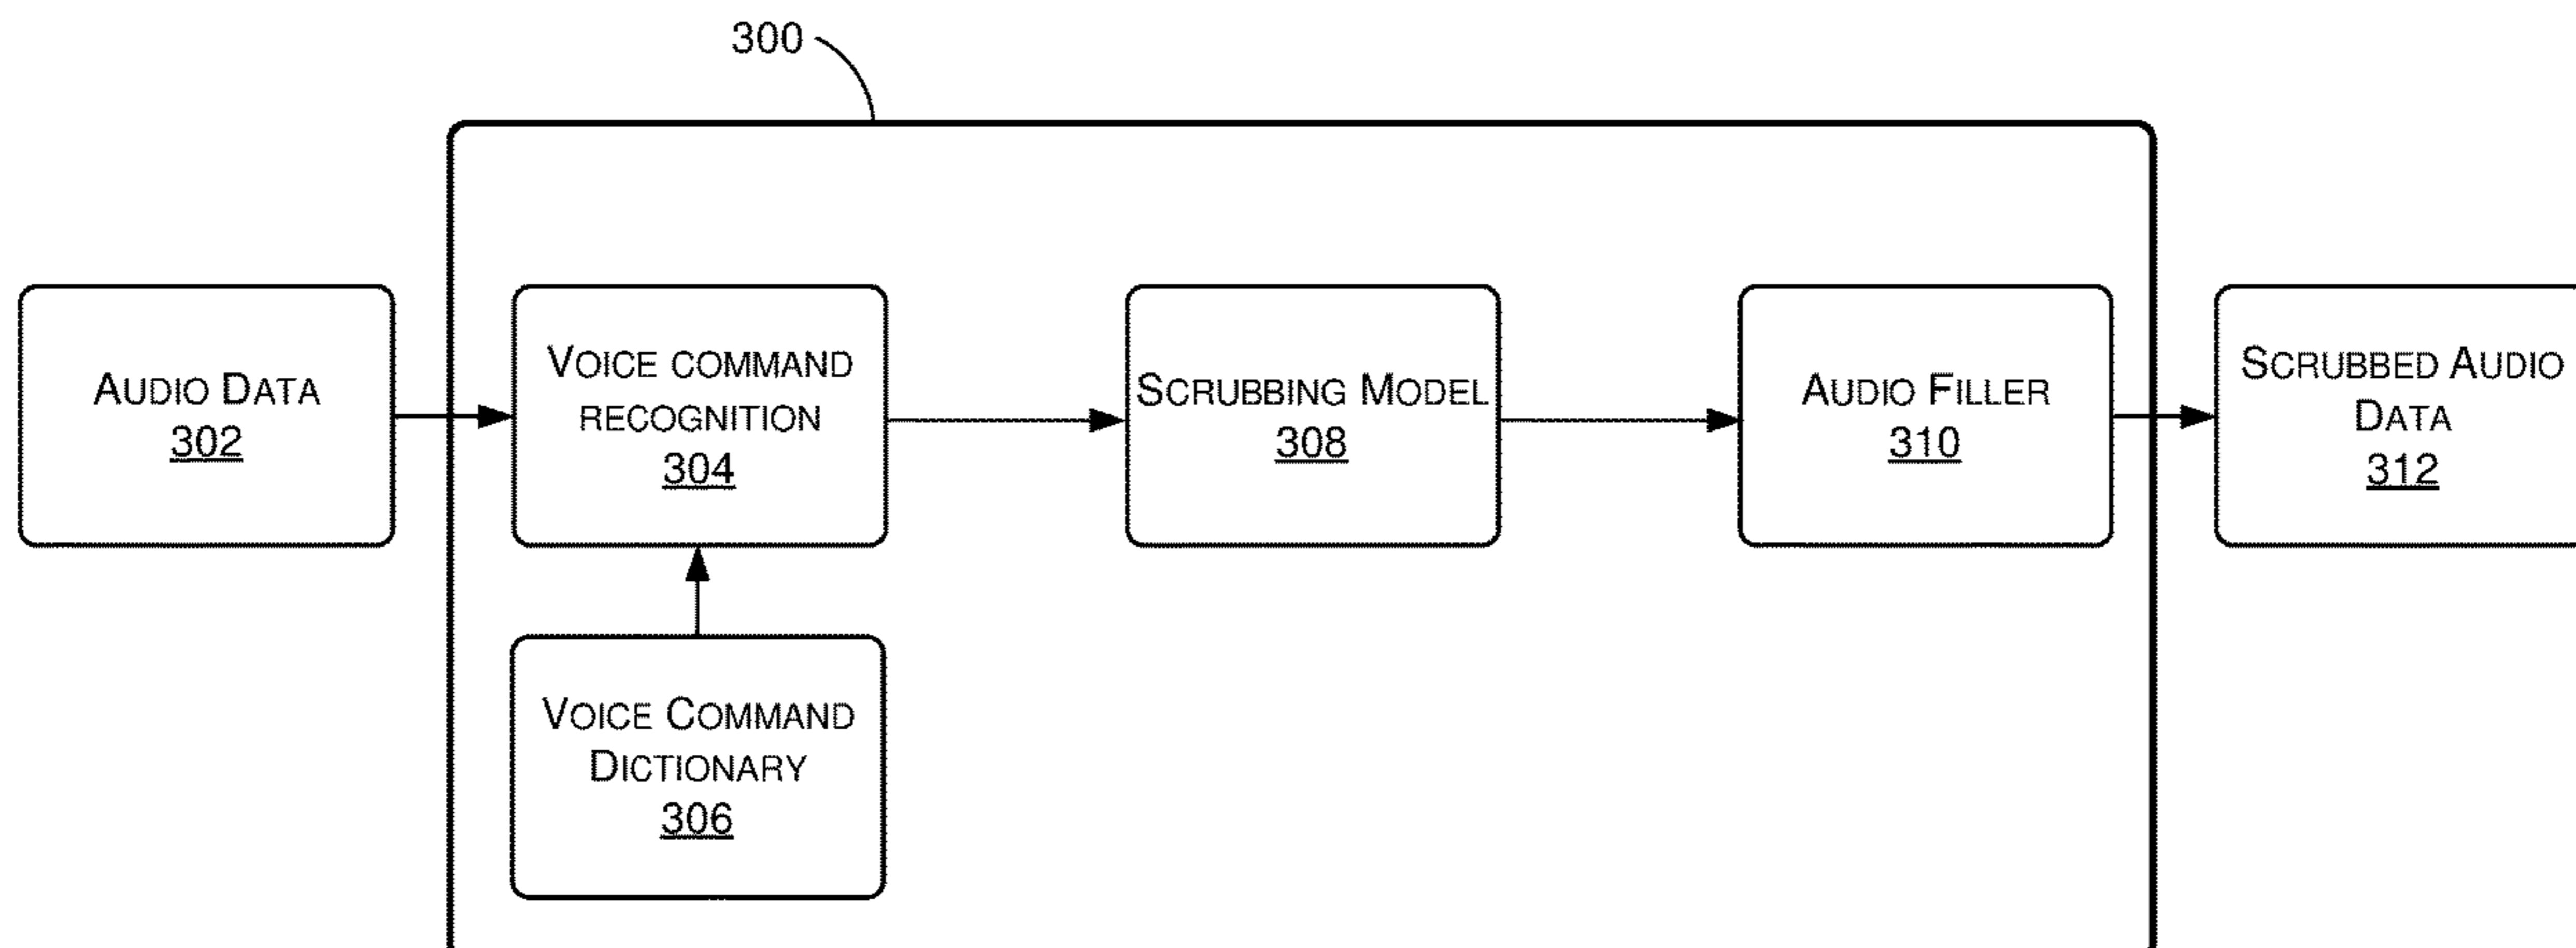 300
AUDIO DATA
302
VOICE COMMAND
RECOGNITION
304
SCRUBBING MODEL
308
AUDIO FILLER
310
SCRUBBED AUDIO
DATA
312
VOICE COMMAND
DICTIONARY
306